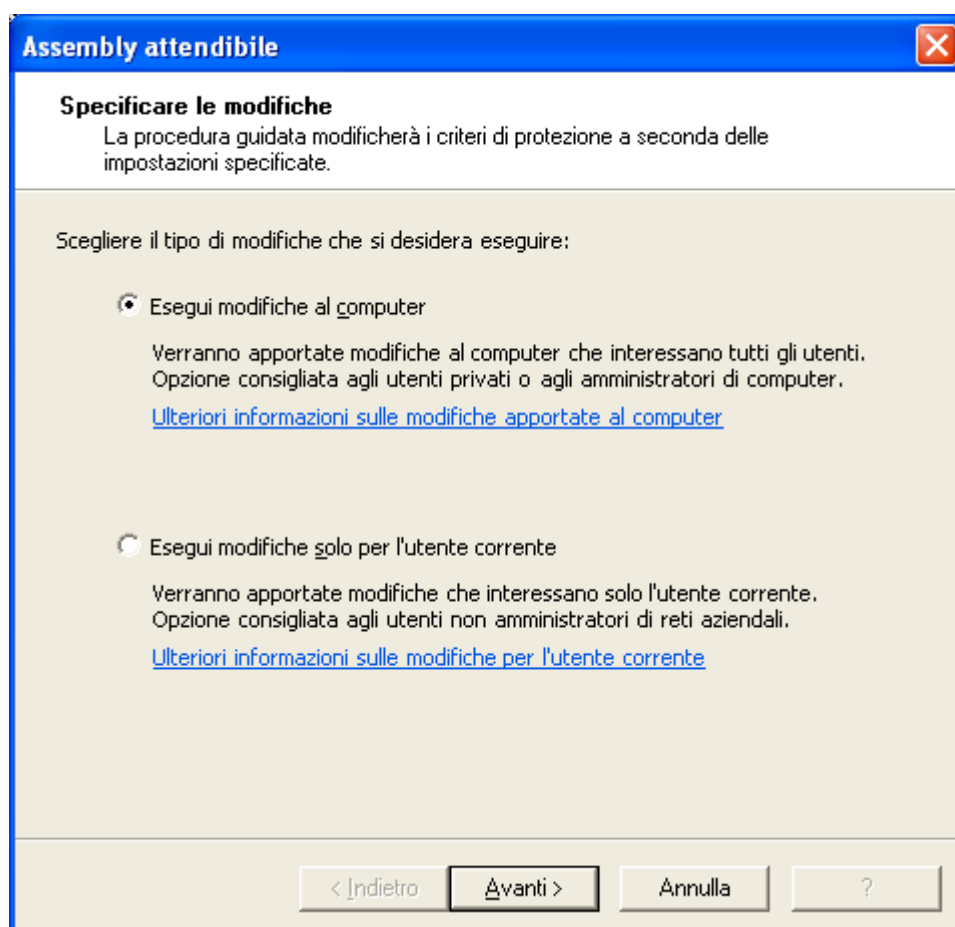 Assembly attendibile
Specificare le modifiche
La procedura guidata modificherà i criteri di protezione a seconda delle
impostazioni specificate.
Scegliere il tipo di modifiche che si desidera eseguire:
Esegui modifiche al computer
Verranno apportate modifiche al computer che interessano tutti gli utenti.
Opzione consigliata agli utenti privati o agli amministratori di computer.
Ulteriori informazioni sulle modifiche apportate al computer
Esegui modifiche solo per l'utente corrente
Verranno apportate modifiche che interessano solo l'utente corrente.
Opzione consigliata agli utenti non amministratori di reti aziendali.
Ulteriori informazioni sulle modifiche per l'utente corrente
< Indietro Avanti > Annulla ?